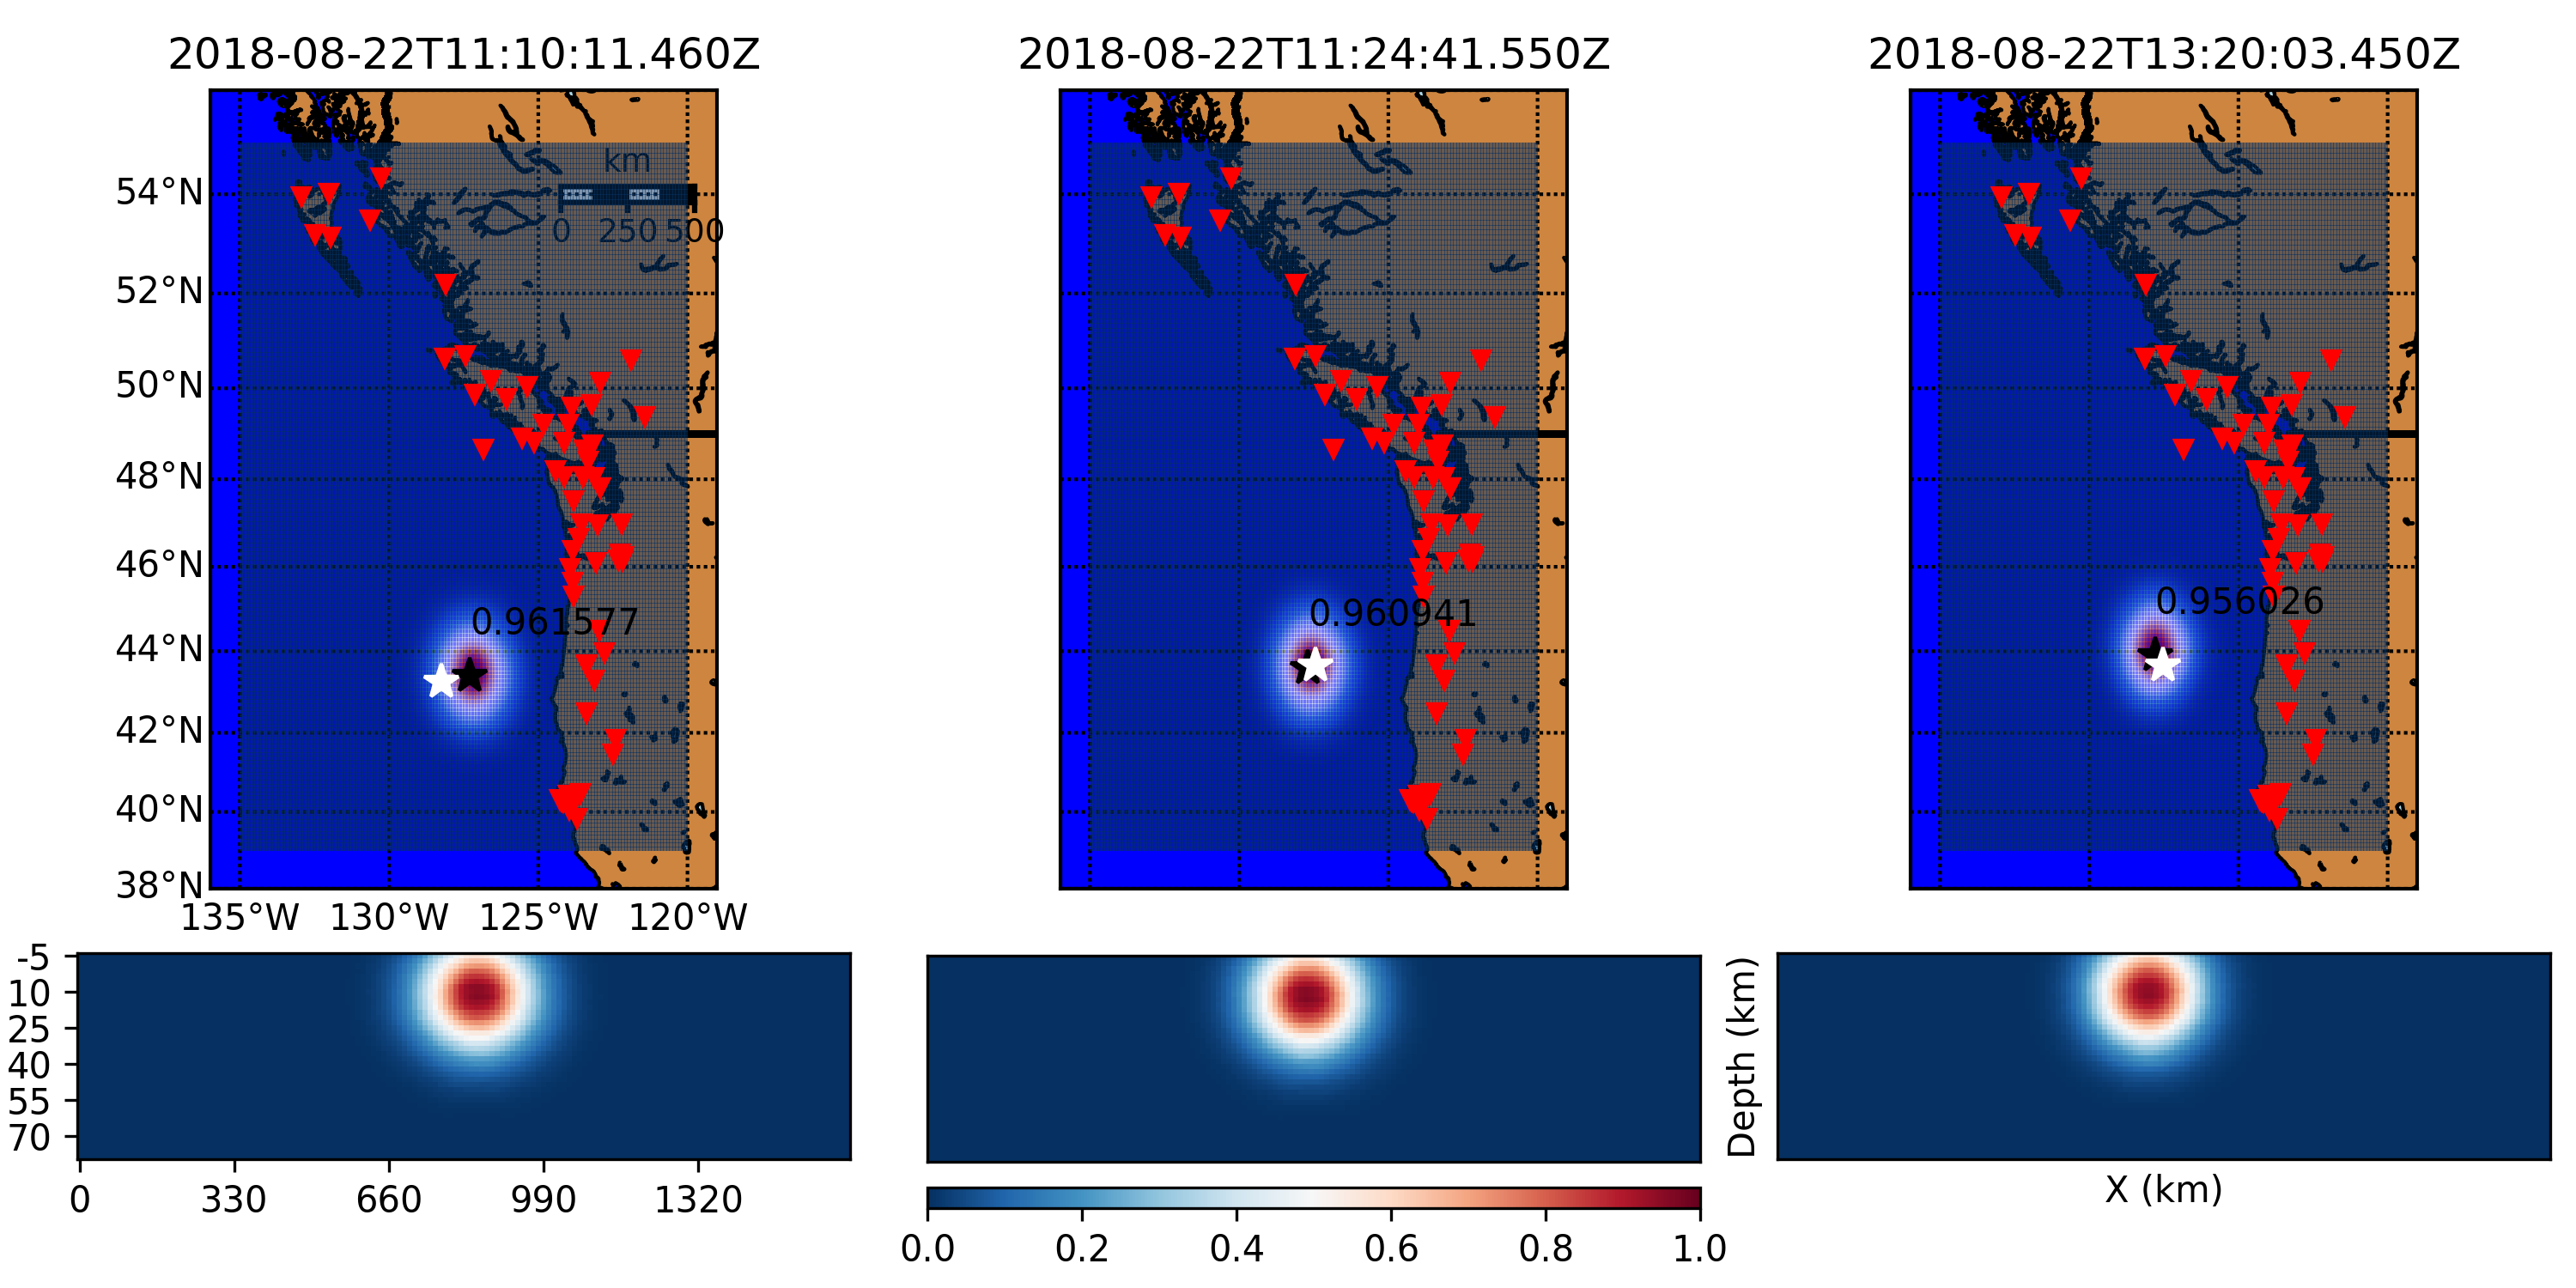 2018-08-22T11:10:11.460Z
2018-08-22T11:24:41.550Z
2018-08-22T13:20:03.450Z
km
0 250 500
54°N
52°N
50°N
48°N
46°N
44°N
42°N
40°N
38°N
135°W 130°W 125°W 120°W
0.961577
0.960941
0.956026
-5
10
25
40
55
70
0 330 660 990 1320
0.0 0.2 0.4 0.6 0.8 1.0
Depth (km)
X (km)